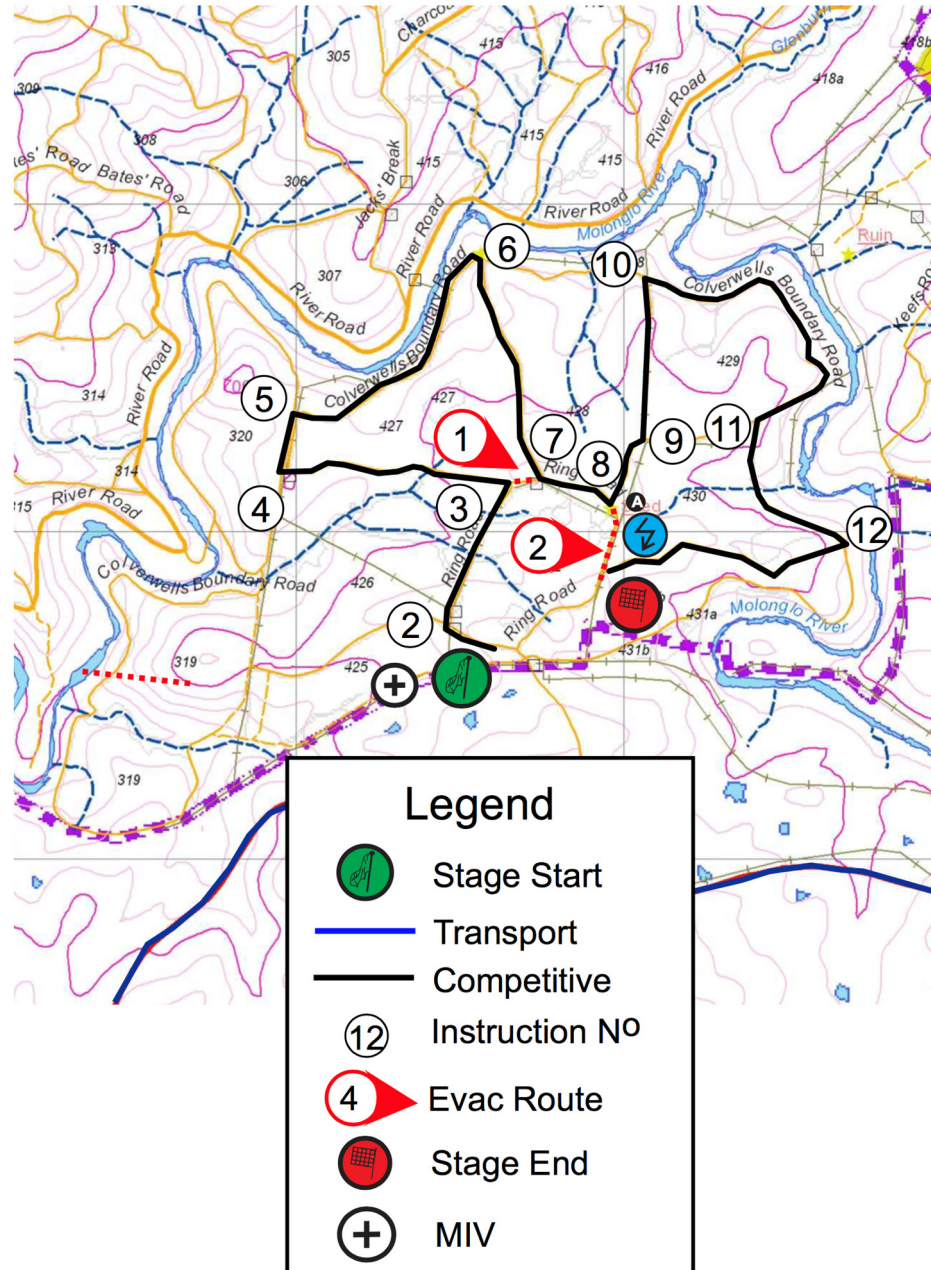 Charcoal
Glenburn
305
415
416
418a
418b
309
308
415
River Road
Jacks' Break
415
415
415
Bates' Road
306
River Road
River Road
Molonglo River
Ruin
313
307
River Road
6
10
Colverwells Boundary Road
River Road
Colverwells Boundary Road
314
River Road
5
320
427
427
428
429
1
7
8
9
11
314
315
River Road
4
3
Ring Road
430
A
12
2
Colverwells Boundary Road
426
Ring Road
Ring Road
2
Molonglo River
431a
319
425
431b
319
Legend
Stage Start
Transport
Competitive
12 Instruction Nº
4 Evac Route
Stage End
MIV